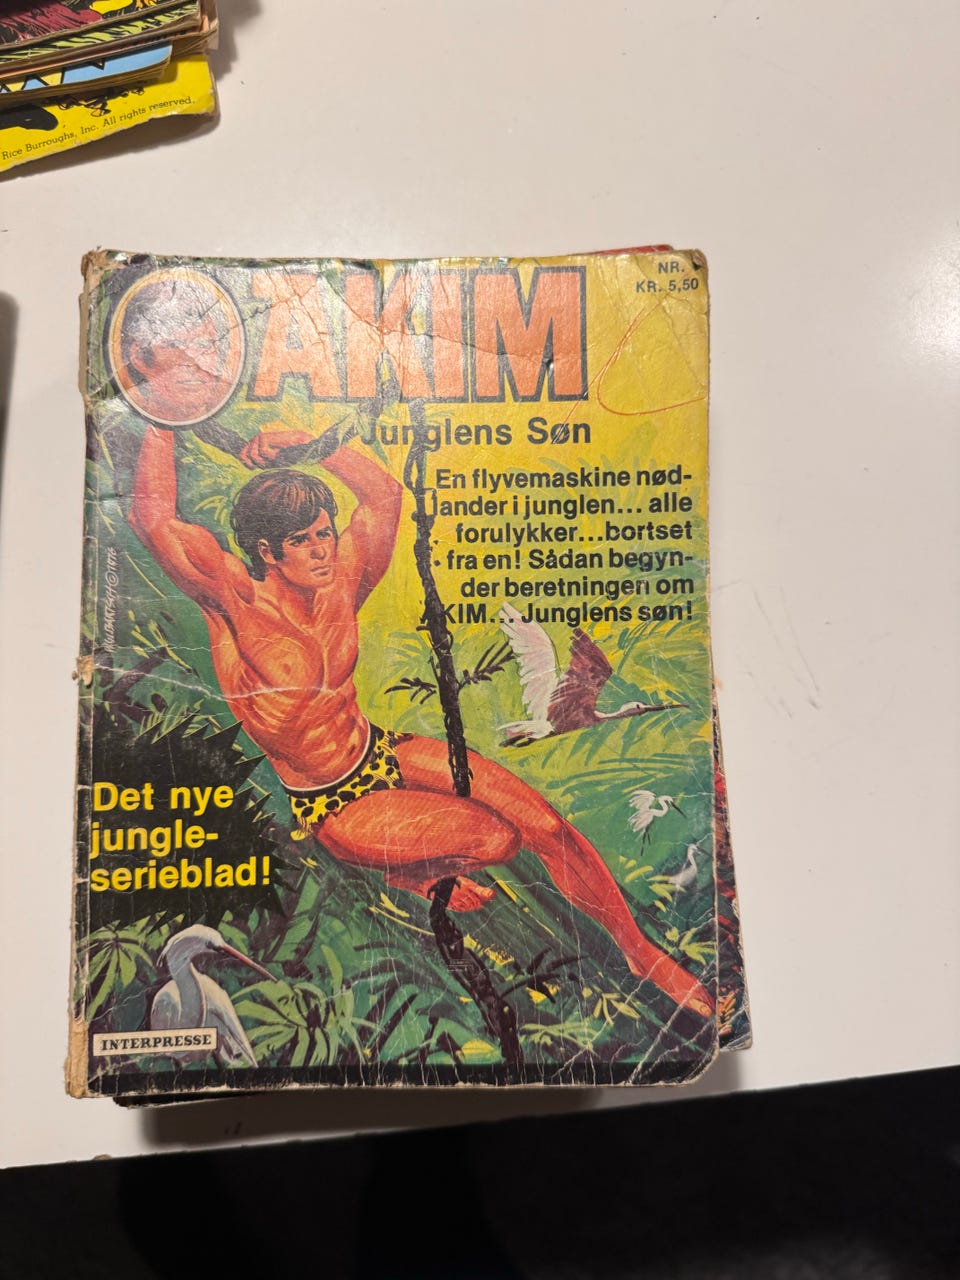 Rice Burroughs, Inc. All rights reserved.
AKIM
NR.
KR. 5,50
Junglens Søn
En flyvemaskine nød-
lander i junglen... alle
forulykker...bortset
fra en! Sådan begyn-
der beretningen om
AKIM... Junglens søn!
©1976
Det nye
jungle-
serieblad!
INTERPRESSE